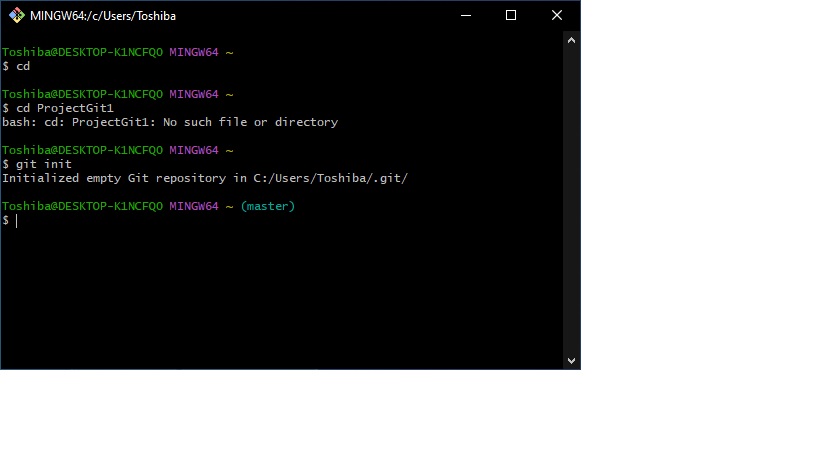 MINGW64:/c/Users/Toshiba
Toshiba@DESKTOP-K1NCFQO MINGW64 ~
$ cd
Toshiba@DESKTOP-K1NCFQO MINGW64 ~
$ cd ProjectGit1
bash: cd: ProjectGit1: No such file or directory
Toshiba@DESKTOP-K1NCFQO MINGW64 ~
$ git init
Initialized empty Git repository in C:/Users/Toshiba/.git/
Toshiba@DESKTOP-K1NCFQO MINGW64 ~ (master)
$